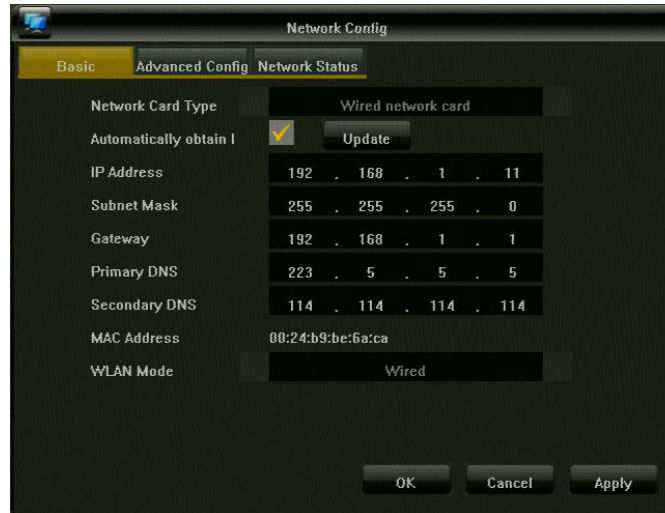 Network Config
Basic Advanced Config Network Status
Network Card Type Wired network card
Automatically obtain I Update
IP Address 192 . 168 . 1 . 11
Subnet Mask 255 . 255 . 255 . 0
Gateway 192 . 168 . 1 . 1
Primary DNS 223 . 5 . 5 . 5
Secondary DNS 114 . 114 . 114 . 114
MAC Address 00:24:b9:be:6a:ca
WLAN Mode Wired
OK Cancel Apply